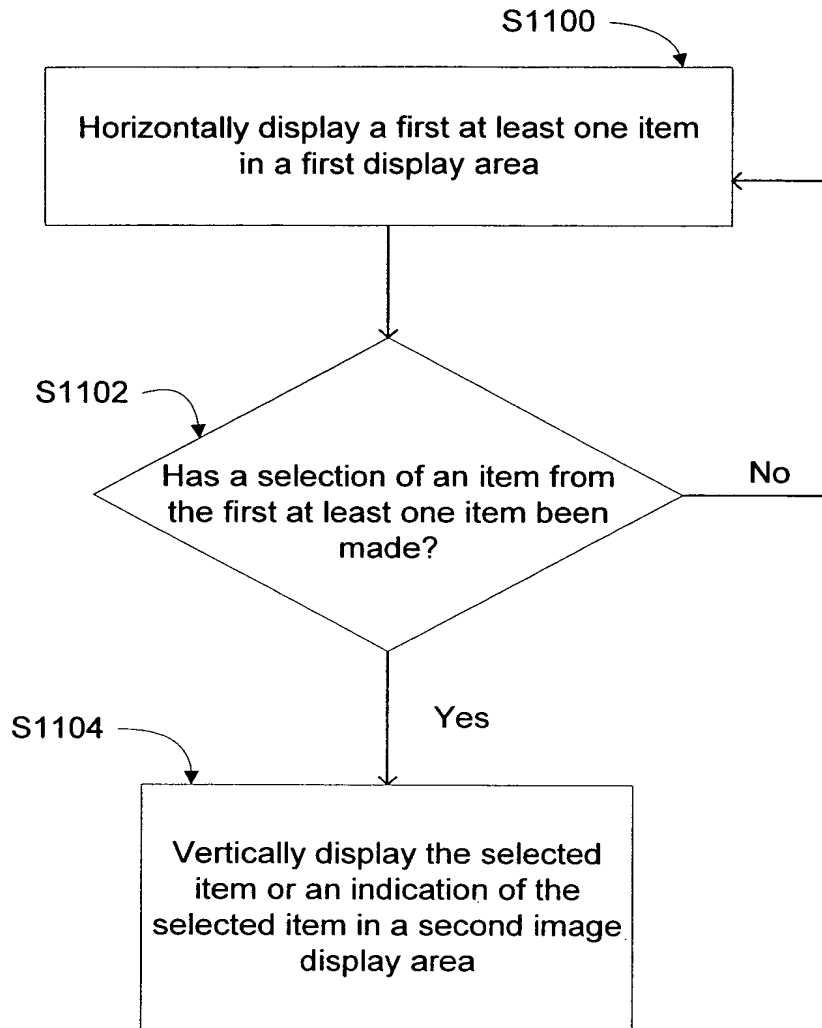 S1100
Horizontally display a first at least one item
in a first display area
S1102
Has a selection of an item from
the first at least one item been
made?
No
Yes
S1104
Vertically display the selected
item or an indication of the
selected item in a second image
display area